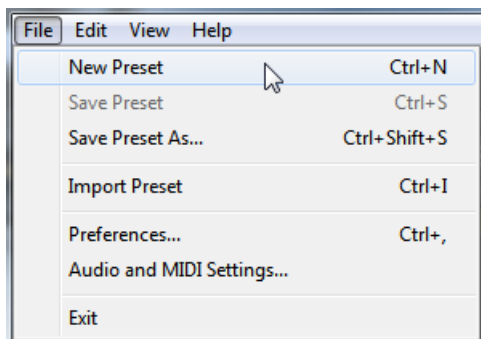 File Edit View Help
New Preset Ctrl+N
Save Preset Ctrl+S
Save Preset As... Ctrl+Shift+S
Import Preset Ctrl+I
Preferences... Ctrl+,
Audio and MIDI Settings...
Exit